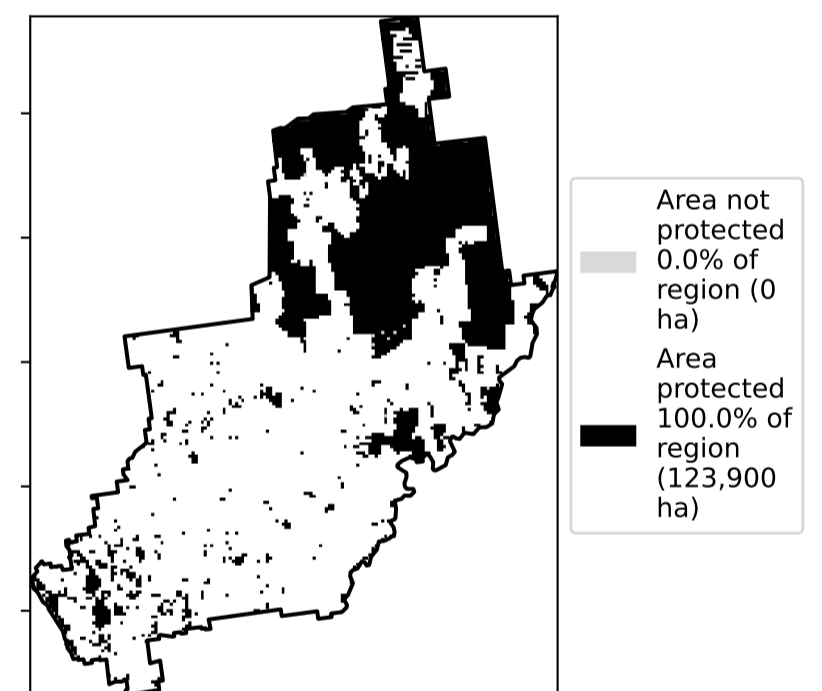 Area not
protected
0.0% of
region (0
ha)
Area
protected
100.0% of
region
(123,900
ha)